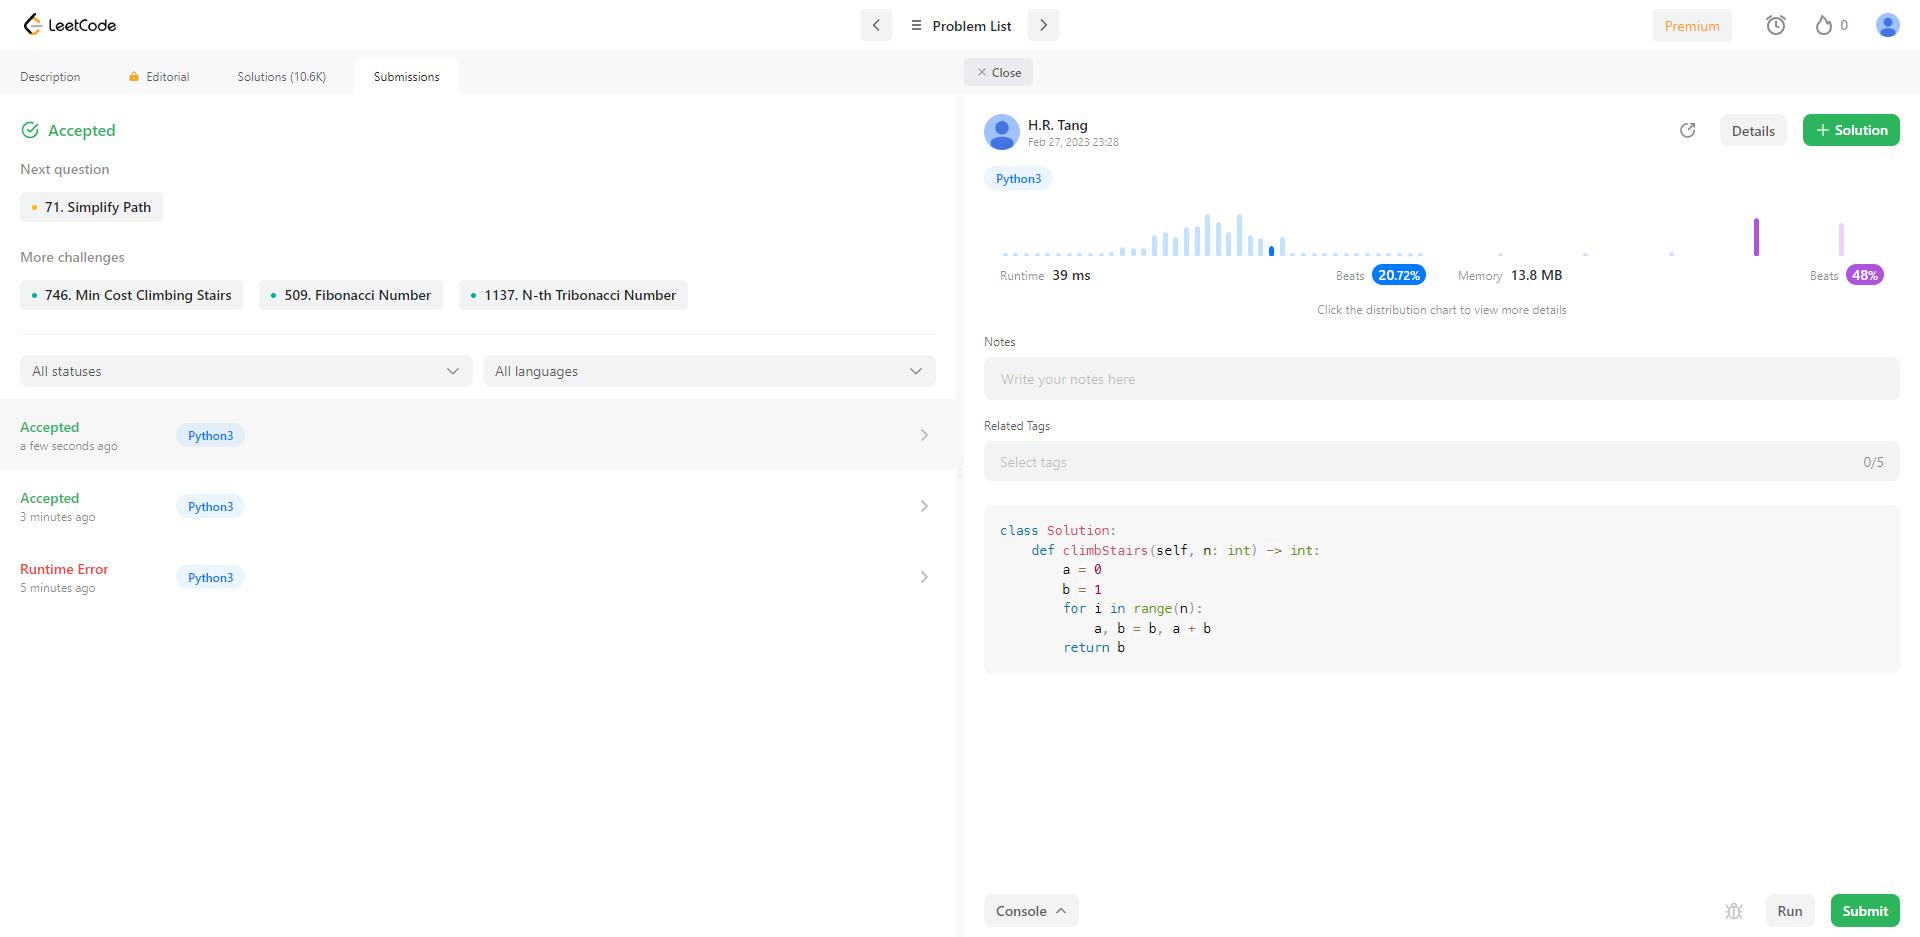 LeetCode
Problem List
Premium
0
Description
Editorial
Solutions (10.6K)
Submissions
Accepted
Next question
71. Simplify Path
More challenges
746. Min Cost Climbing Stairs
509. Fibonacci Number
1137. N-th Tribonacci Number
All statuses
All languages
Accepted
a few seconds ago
Python3
Accepted
3 minutes ago
Python3
Runtime Error
5 minutes ago
Python3
Close
H.R. Tang
Feb 27, 2023 23:28
Details
+ Solution
Python3
Runtime 39 ms
Beats 20.72%
Memory 13.8 MB
Beats 48%
Click the distribution chart to view more details
Notes
Write your notes here
Related Tags
Select tags
0/5
class Solution:
    def climbStairs(self, n: int) -> int:
        a = 0
        b = 1
        for i in range(n):
            a, b = b, a + b
        return b
Console
Run
Submit